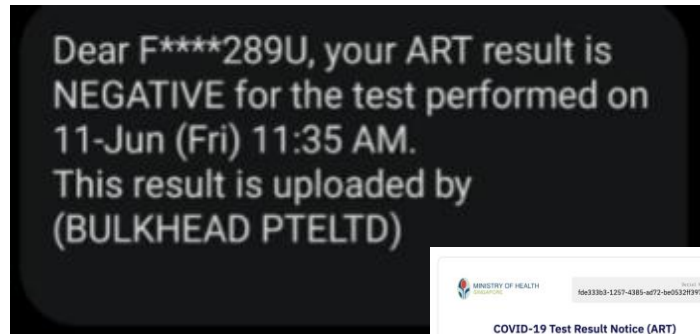 Dear F****289U, your ART result is
NEGATIVE for the test performed on
11-Jun (Fri) 11:35 AM.
This result is uploaded by
(BULKHEAD PTELTD)
MINISTRY OF HEALTH
SINGAPORE
COVID-19 Test Result Notice (ART)